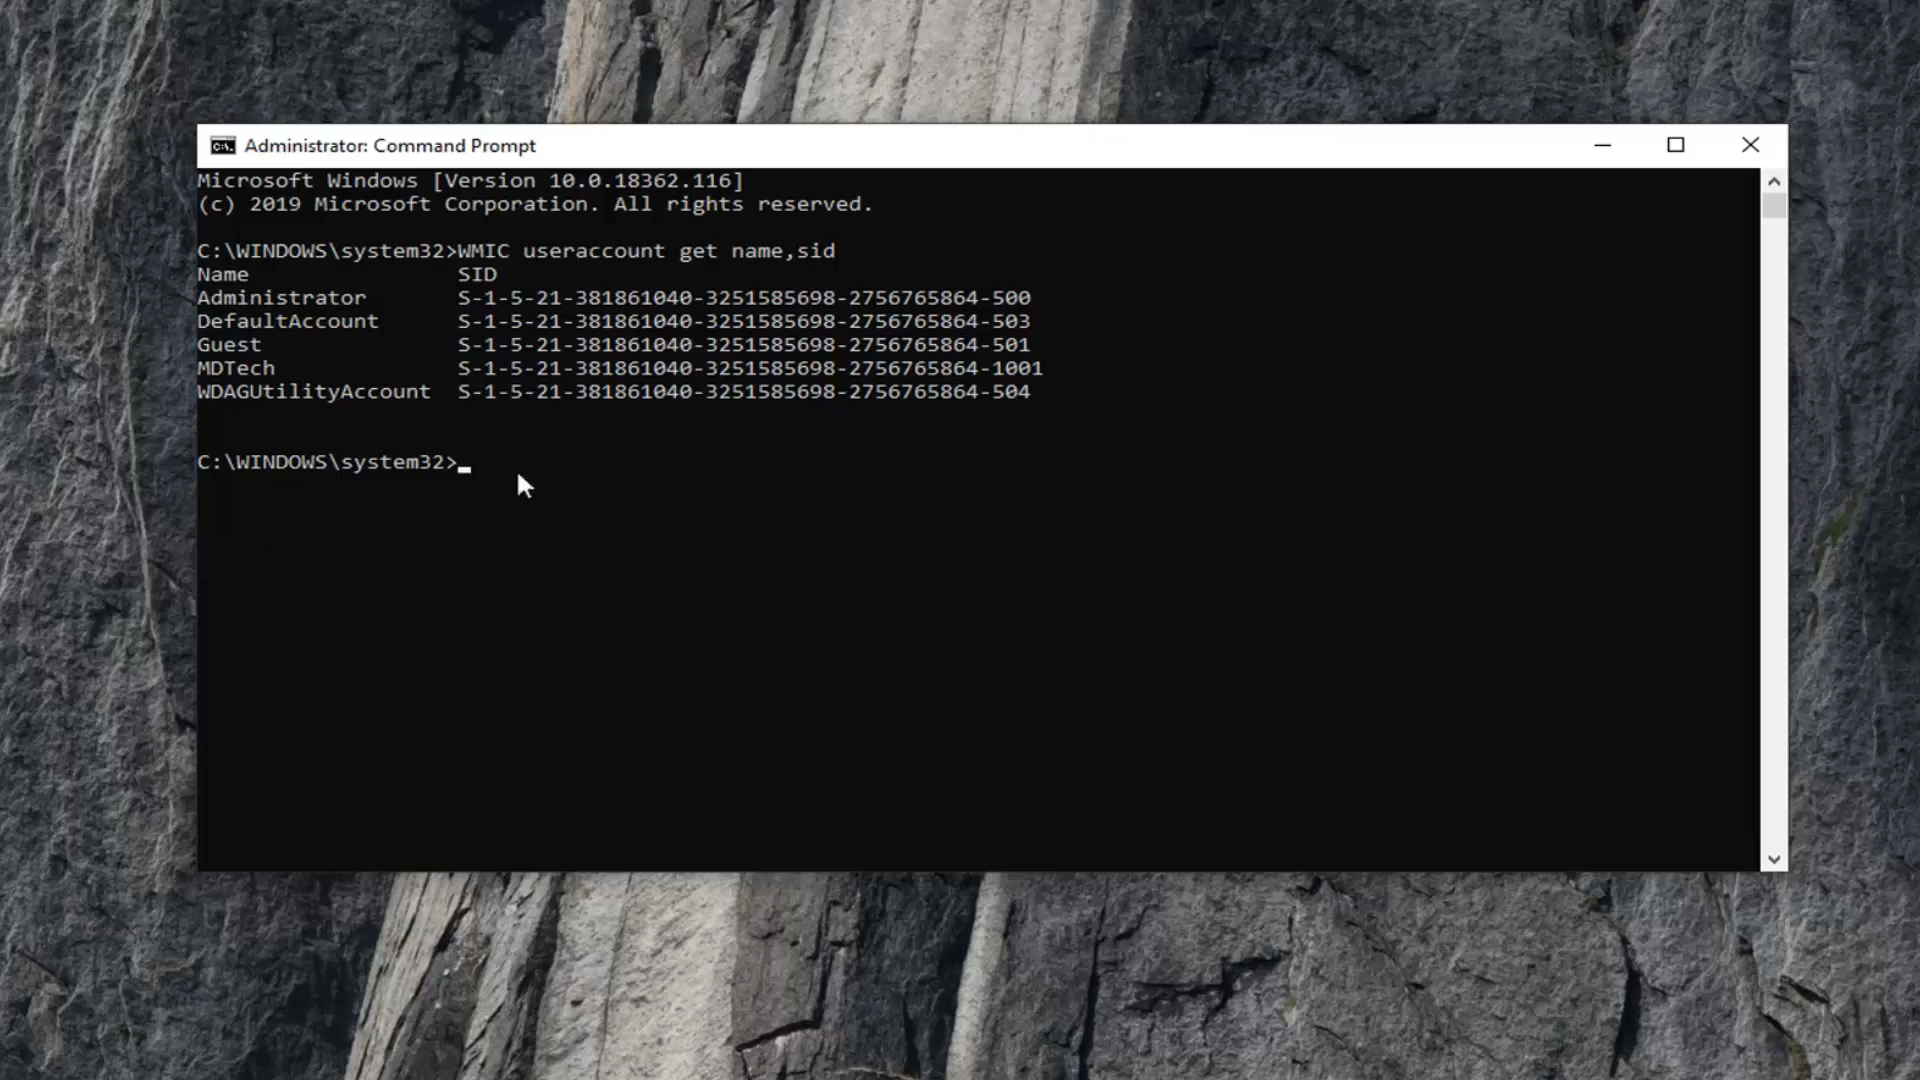 Administrator: Command Prompt
Microsoft Windows [Version 10.0.18362.116]
(c) 2019 Microsoft Corporation. All rights reserved.
C:\WINDOWS\system32>WMIC useraccount get name,sid
Name SID
Administrator S-1-5-21-381861040-3251585698-2756765864-500
DefaultAccount S-1-5-21-381861040-3251585698-2756765864-503
Guest S-1-5-21-381861040-3251585698-2756765864-501
MDTech S-1-5-21-381861040-3251585698-2756765864-1001
WDAGUtilityAccount S-1-5-21-381861040-3251585698-2756765864-504
C:\WINDOWS\system32>